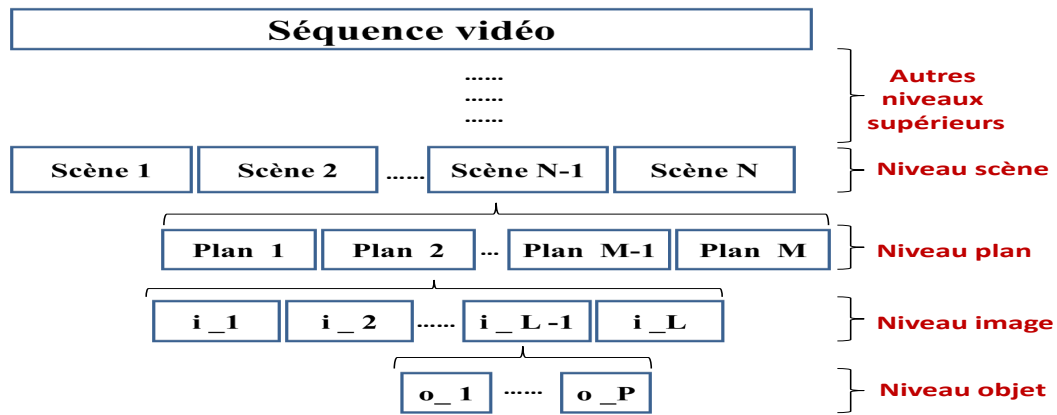 Séquence vidéo
......
......
......
Autres
niveaux
supérieurs
Scène 1 Scène 2 ...... Scène N-1 Scène N Niveau scène
Plan 1 Plan 2 ... Plan M-1 Plan M Niveau plan
i _1 i _ 2 ...... i _ L -1 i _L Niveau image
o_ 1 ...... o _P Niveau objet